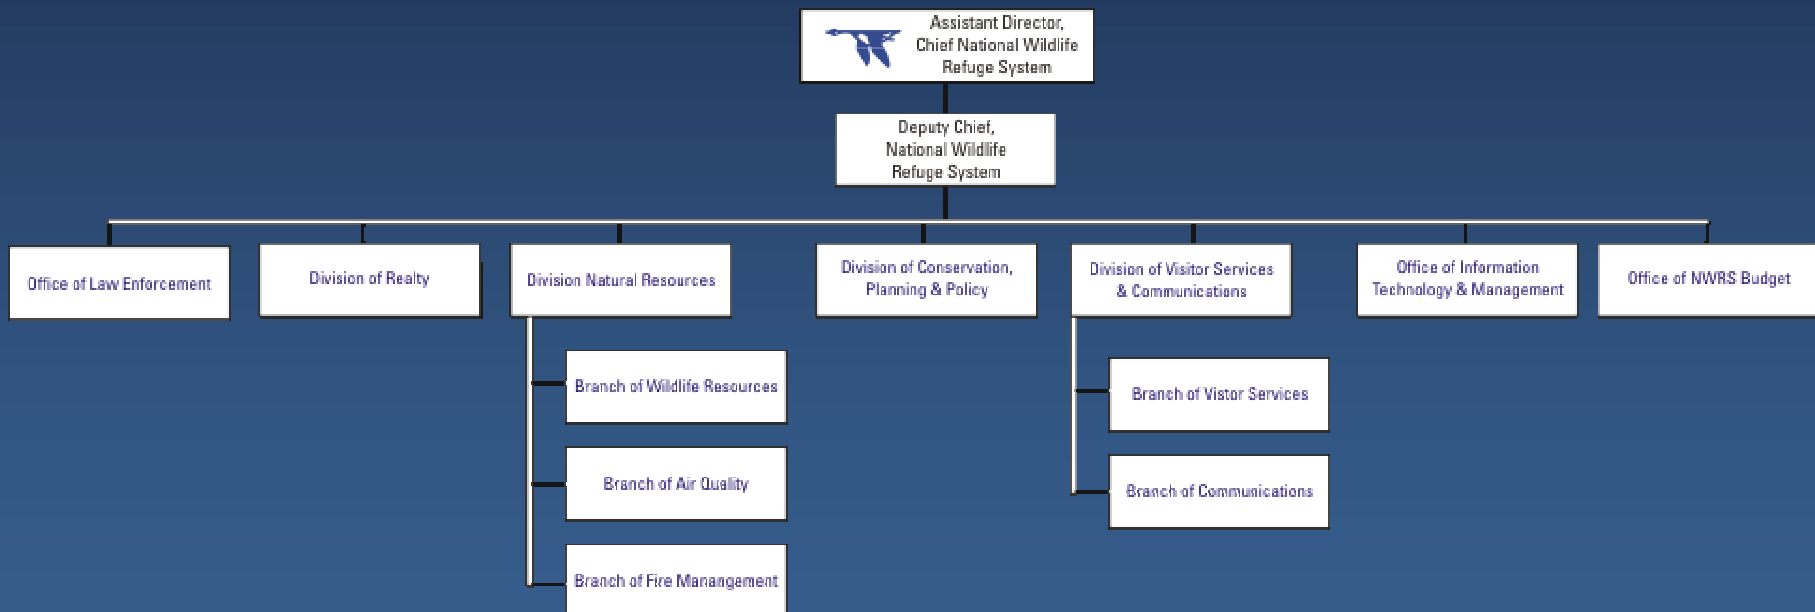 Assistant Director,
Chief National Wildlife
Refuge System
Deputy Chief,
National Wildlife
Refuge System
Office of Law Enforcement
Division of Realty
Division Natural Resources
Division of Conservation,
Planning & Policy
Division of Visitor Services
& Communications
Office of Information
Technology & Management
Office of NWRS Budget
Branch of Wildlife Resources
Branch of Air Quality
Branch of Fire Manangement
Branch of Vistor Services
Branch of Communications